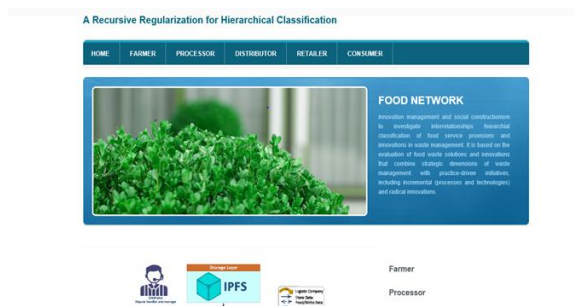 A Recursive Regularization for Hierarchical Classification
HOME FARMER PROCESSOR DISTRIBUTOR RETAILER CONSUMER
FOOD NETWORK
Innovation management and social constructionism
to investigate interrelationships hierarchial
classification of food service provisions and
innovations in waste management. It is based on the
evaluation of food waste solutions and innovations
that combine strategic dimensions of waste
management with practice-driven initiatives,
including incremental (processes and technologies)
and radical innovations.
Storage Layer
IPFS
Farmer
Processor